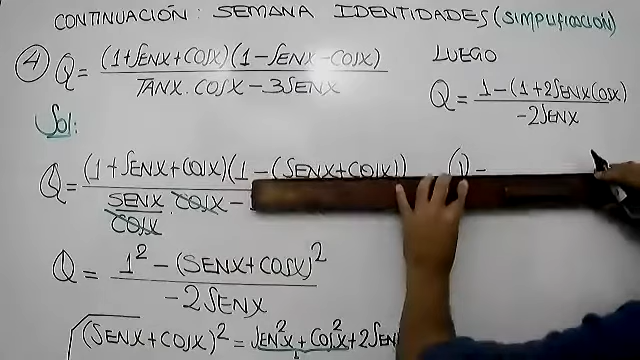 CONTINUACIÓN: SEMANA IDENTIDADES (SIMPLIFICACION)
4) Q = (1+SENX+COSX)(1-SENX-COSX) / TANX.COSX-3SENX
Sol:
Q = (1+SENX+COSX)(1-(SENX+COSX)) / SENX/COSX . COSX -
Q = 1² - (SENX+COSX)² / -2SENX
(SENX+COSX)² = SEN²X + COS²X + 2SEN
LUEGO
Q = 1-(1+2SENXCOSX) / -2SENX
Q =